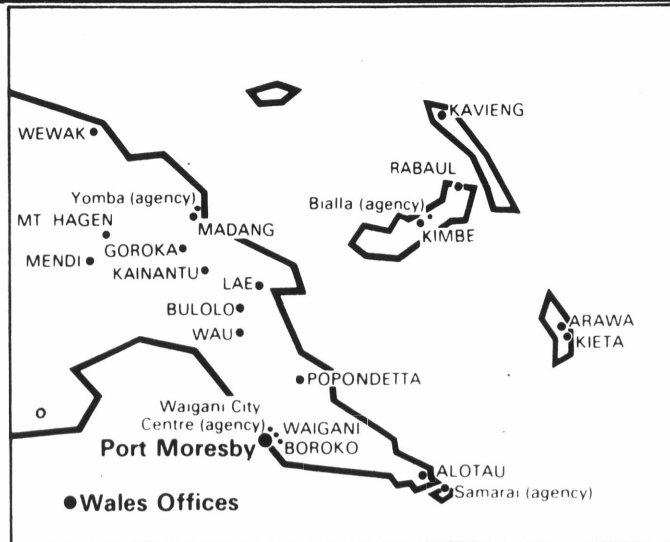 KAVIENG
WEWAK
RABAUL
Yomba (agency)
Bialla (agency)
MT HAGEN
MADANG
KIMBE
GOROKA
MENDI
KAINANTU
LAE
BULOLO
ARAWA
WAU
KIETA
POPONDETTA
Waigani City
Centre (agency)
WAIGANI
Port Moresby
BOROKO
ALOTAU
Samarai (agency)
Wales Offices